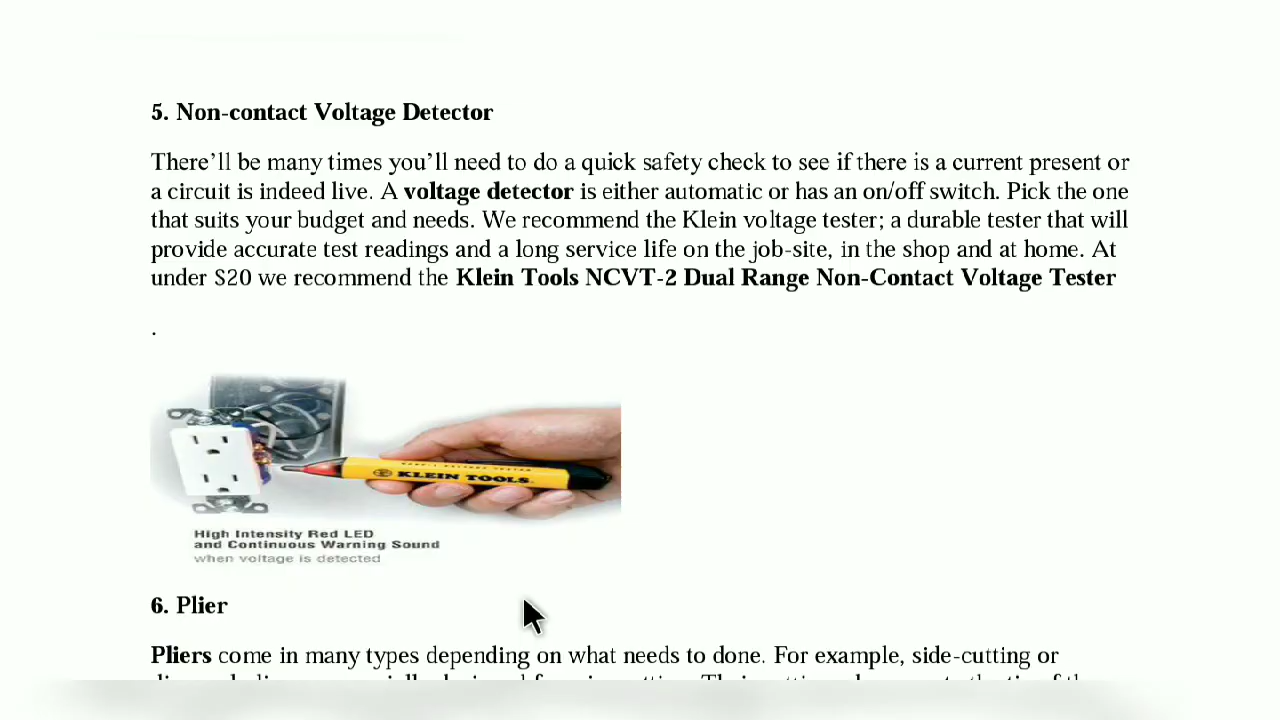 5. Non-contact Voltage Detector
There’ll be many times you’ll need to do a quick safety check to see if there is a current present or
a circuit is indeed live. A voltage detector is either automatic or has an on/off switch. Pick the one
that suits your budget and needs. We recommend the Klein voltage tester; a durable tester that will
provide accurate test readings and a long service life on the job-site, in the shop and at home. At
under $20 we recommend the Klein Tools NCVT-2 Dual Range Non-Contact Voltage Tester
.
KLEIN TOOLS
High Intensity Red LED
and Continuous Warning Sound
when voltage is detected
6. Plier
Pliers come in many types depending on what needs to done. For example, side-cutting or